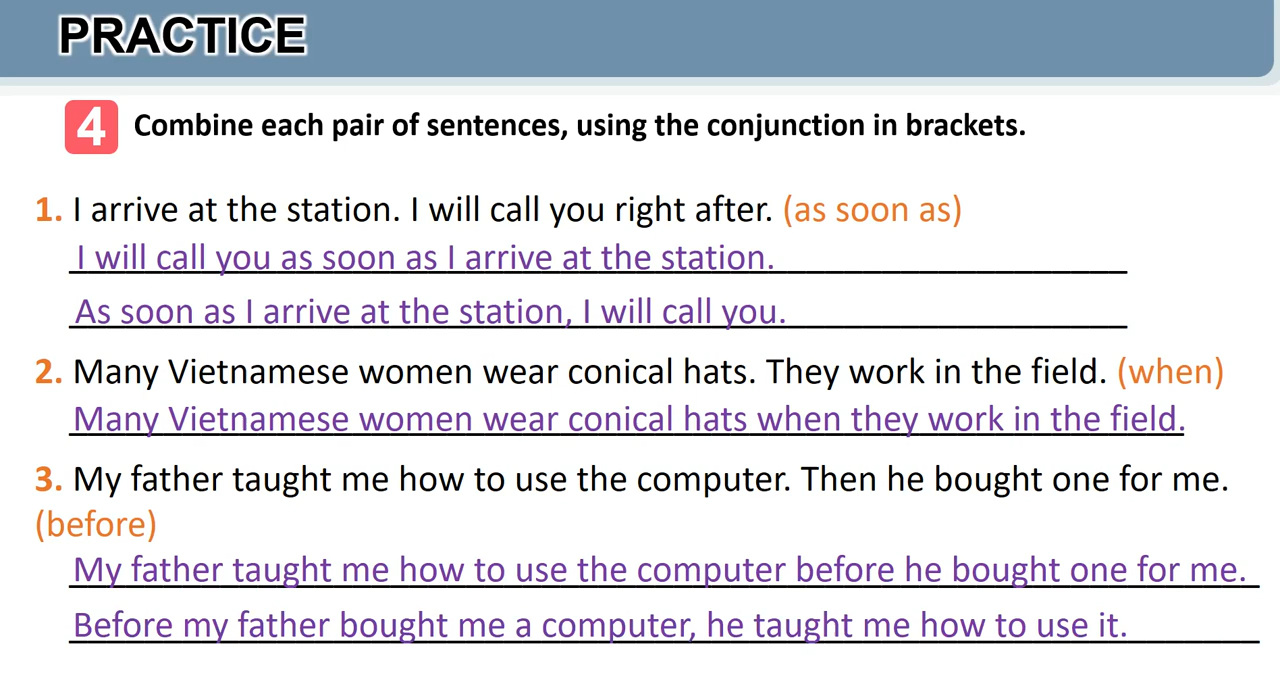 PRACTICE
4 Combine each pair of sentences, using the conjunction in brackets.
1. I arrive at the station. I will call you right after. (as soon as)
I will call you as soon as I arrive at the station.
As soon as I arrive at the station, I will call you.
2. Many Vietnamese women wear conical hats. They work in the field. (when)
Many Vietnamese women wear conical hats when they work in the field.
3. My father taught me how to use the computer. Then he bought one for me.
(before)
My father taught me how to use the computer before he bought one for me.
Before my father bought me a computer, he taught me how to use it.